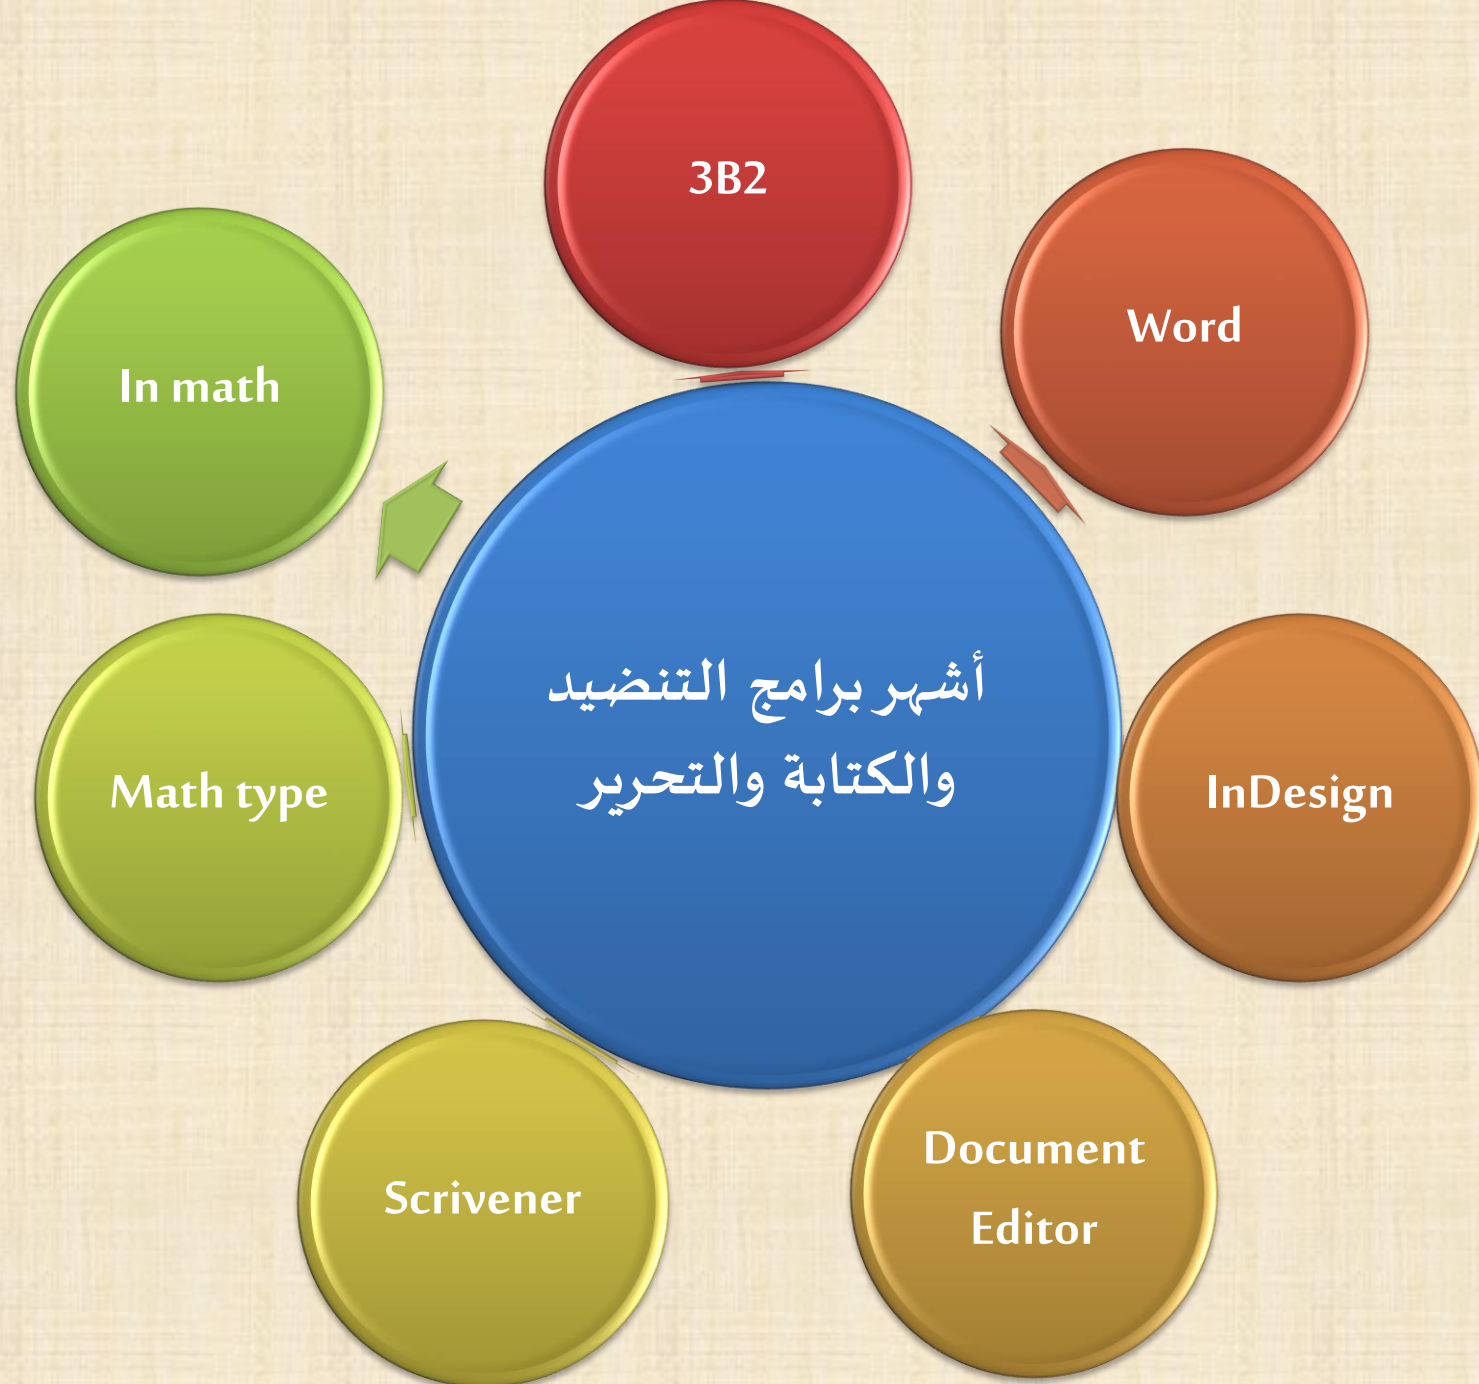 3B2
Word
In math
أشهر برامج التنضيد
والكتابة والتحرير
Math type
InDesign
Document
Editor
Scrivener